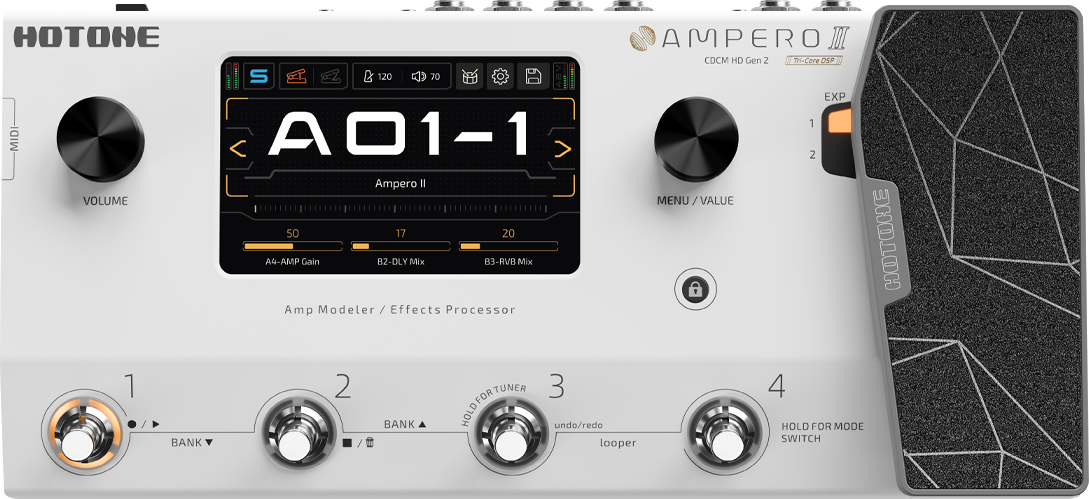 HOTONE
AMPERO II
CDCM HD Gen 2
Tri-Core DSP
MIDI
VOLUME
S
120
70
A01-1
Ampero II
50
17
20
A4-AMP Gain
B2-DLY Mix
B3-RVB Mix
MENU / VALUE
EXP
1
2
HOTONE
Amp Modeler / Effects Processor
1
2
3
4
HOLD FOR TUNER
BANK ▼
BANK ▲
undo/redo
looper
HOLD FOR MODE
SWITCH